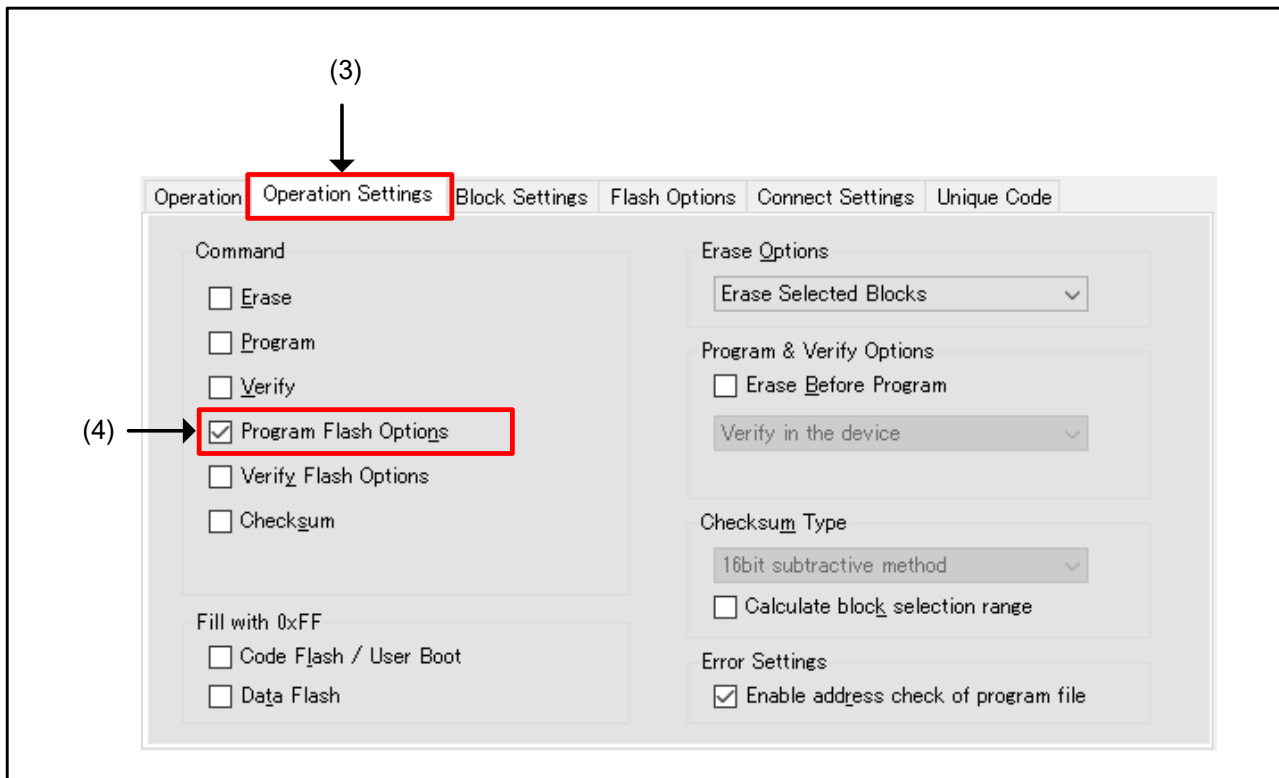 (3)
Operation Operation Settings Block Settings Flash Options Connect Settings Unique Code
Command
Erase
Program
Verify
(4)
Program Flash Options
Verify Flash Options
Checksum
Fill with 0xFF
Code Flash / User Boot
Data Flash
Erase Options
Erase Selected Blocks
Program & Verify Options
Erase Before Program
Verify in the device
Checksum Type
16bit subtractive method
Calculate block selection range
Error Settings
Enable address check of program file